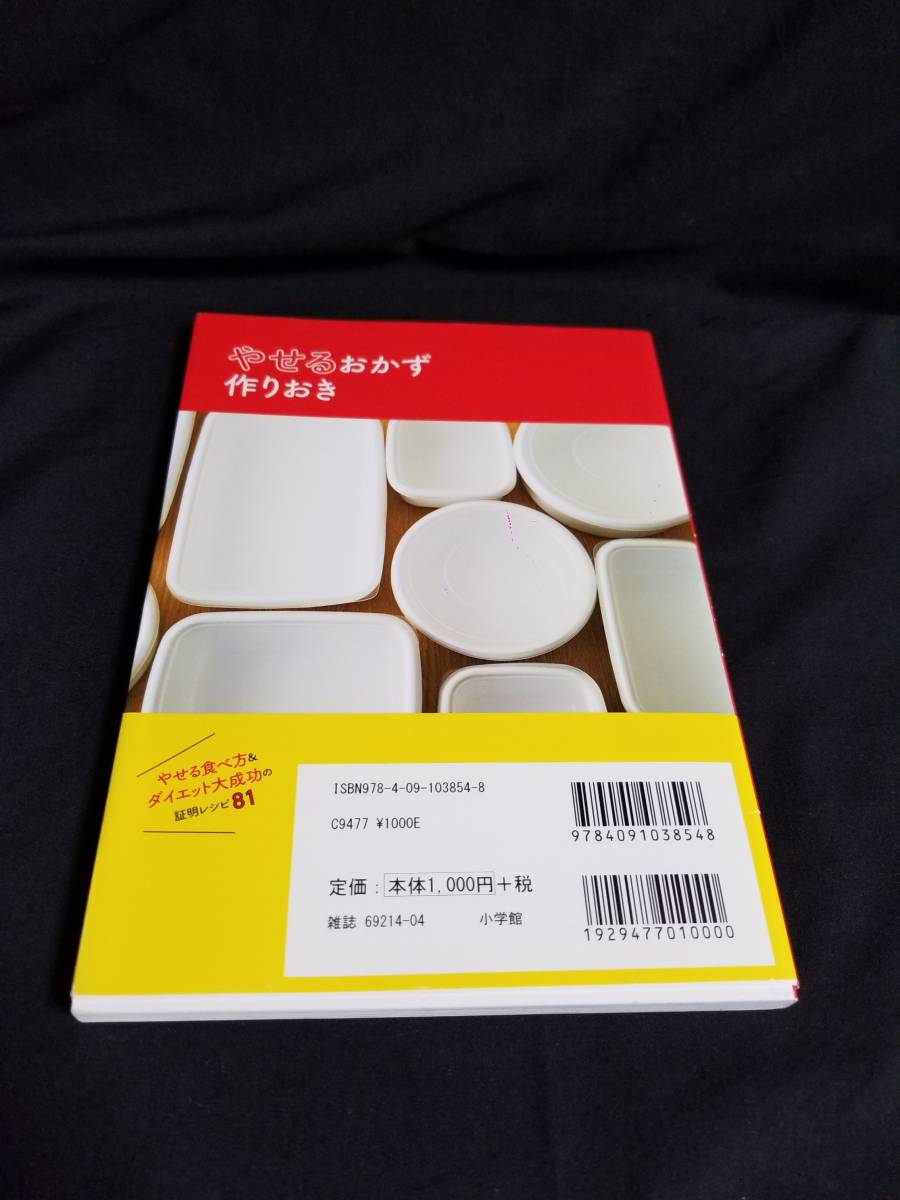 やせるおかず
作りおき
やせる食べ方&
ダイエット大成功の
証明レシピ81
ISBN978-4-09-103854-8
C9477 ¥1000E
定価：本体1,000円+税
雑誌 69214-04 小学館
9784091038548
1929477010000